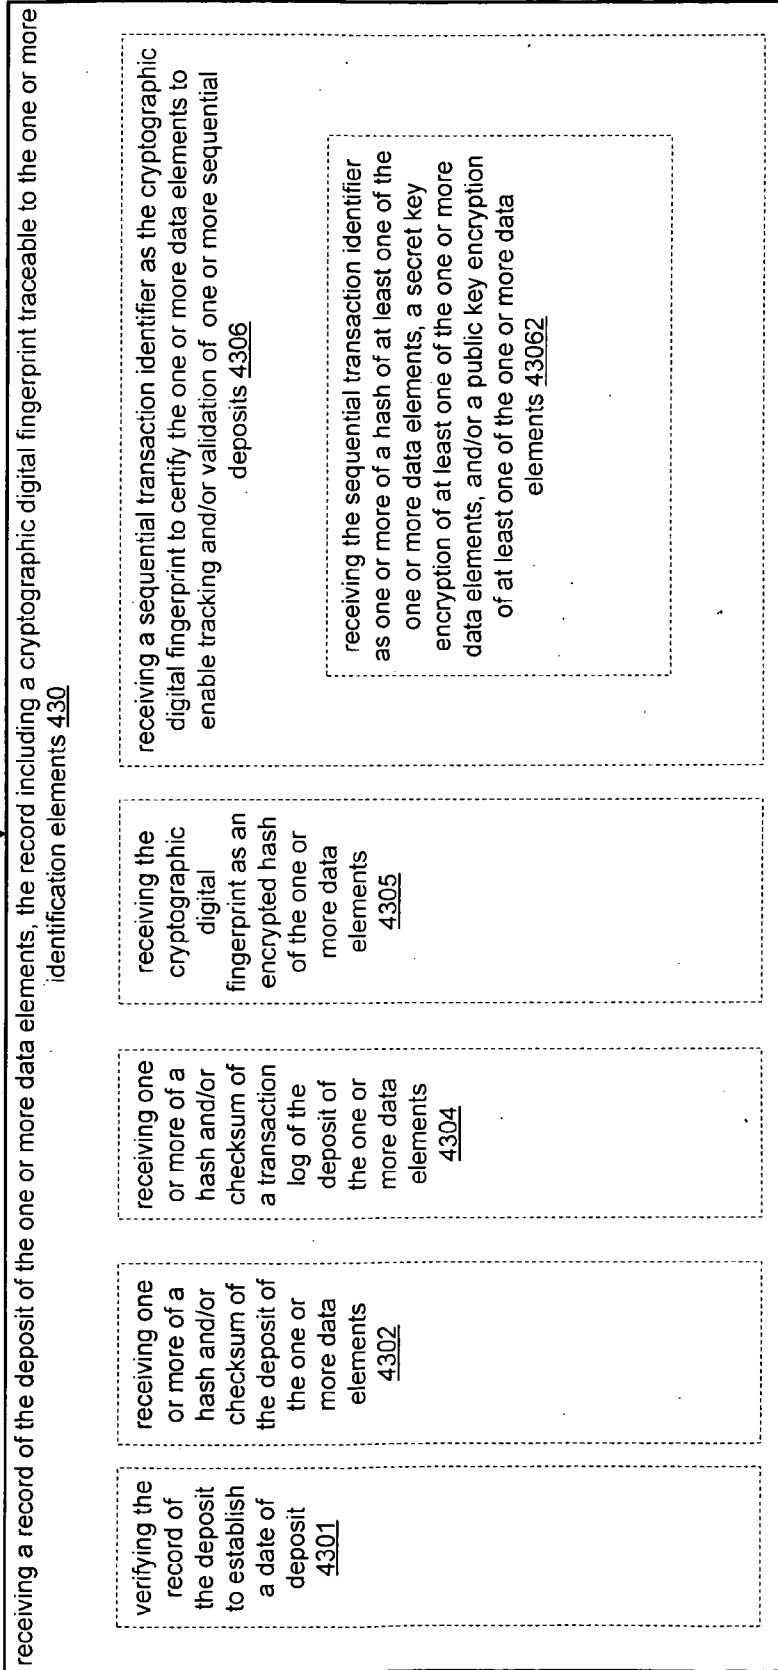 receiving a record of the deposit of the one or more data elements, the record including a cryptographic digital fingerprint traceable to the one or more
identification elements 430
verifying the
record of
the deposit
to establish
a date of
deposit
4301
receiving one
or more of a
hash and/or
checksum of
the deposit of
the one or
more data
elements
4302
receiving one
or more of a
hash and/or
checksum of
a transaction
log of the
deposit of
the one or
more data
elements
4304
receiving the
cryptographic
digital
fingerprint as an
encrypted hash
of the one or
more data
elements
4305
receiving a sequential transaction identifier as the cryptographic
digital fingerprint to certify the one or more data elements to
enable tracking and/or validation of one or more sequential
deposits 4306
receiving the sequential transaction identifier
as one or more of a hash of at least one of the
one or more data elements, a secret key
encryption of at least one of the one or more
data elements, and/or a public key encryption
of at least one of the one or more data
elements 43062